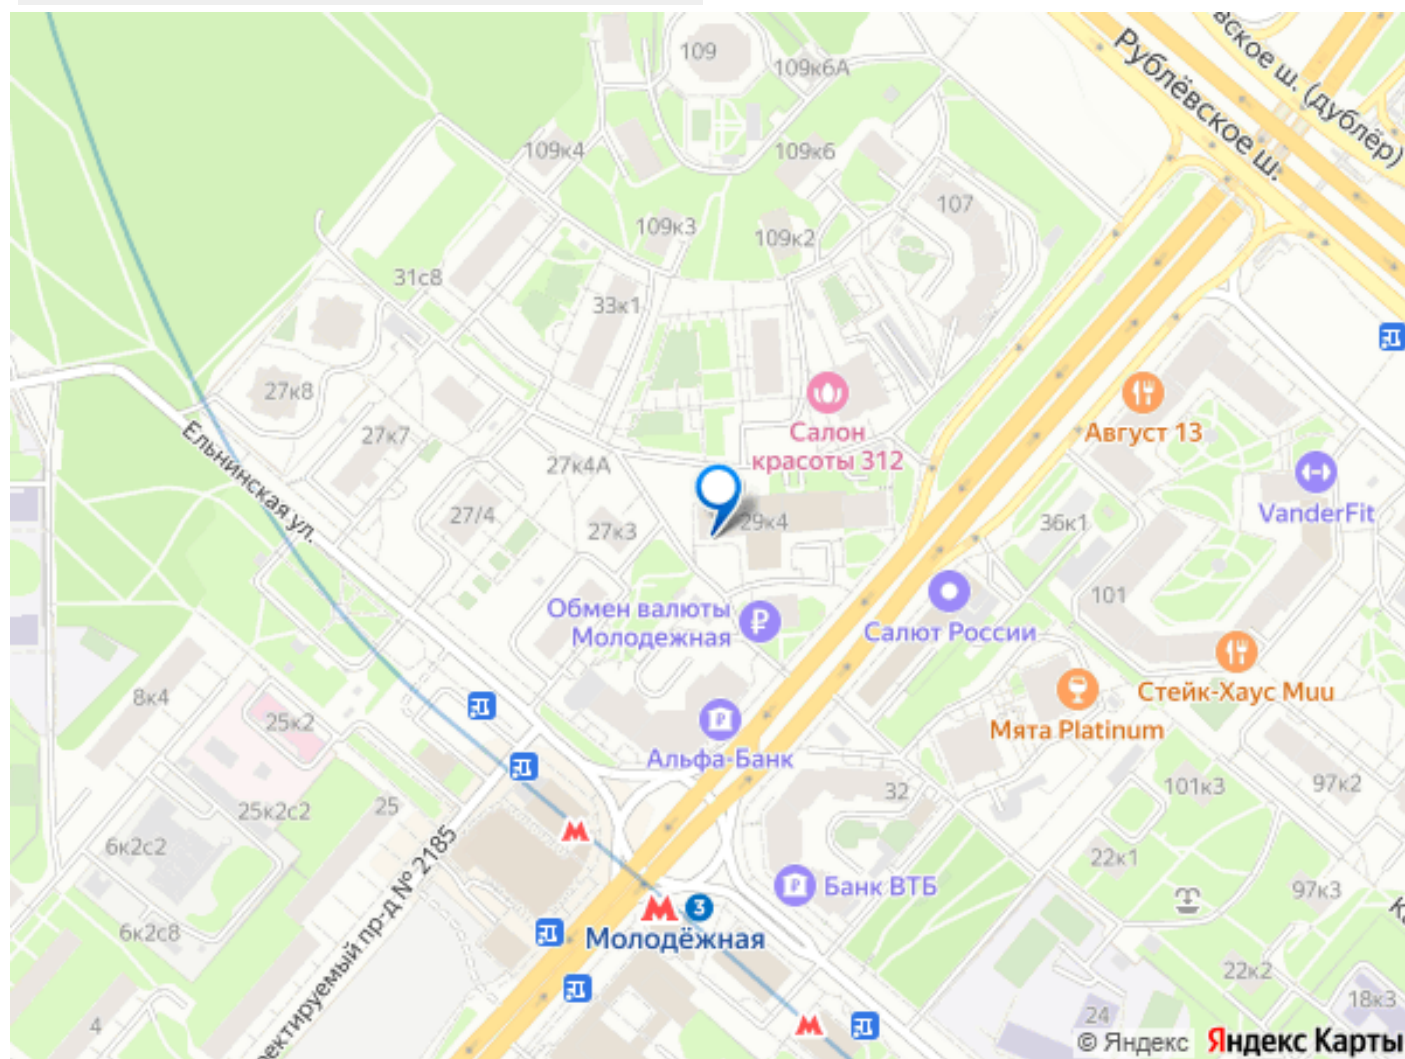 109
109к6А
Рублёвское ш.
вское ш. (дублёр)
109к4
109к6
107
109к3
109к2
31с8
33к1
27к8
Салон
красоты 312
Август 13
27к7
27к4А
Ельнинская ул.
27/4
27к3
29к4
36к1
VanderFit
101
Обмен валюты
Молодежная
Салют России
8к4
25к2
Стейк-Хаус Muu
Мята Platinum
Альфа-Банк
32
101к3
97к2
25к2с2
25
6к2с2
22к1
Банк ВТБ
97к3
ектируемый пр-д № 2185
3
Молодёжная
6к2с8
22к2
18к3
4
24
© Яндекс Яндекс Карты